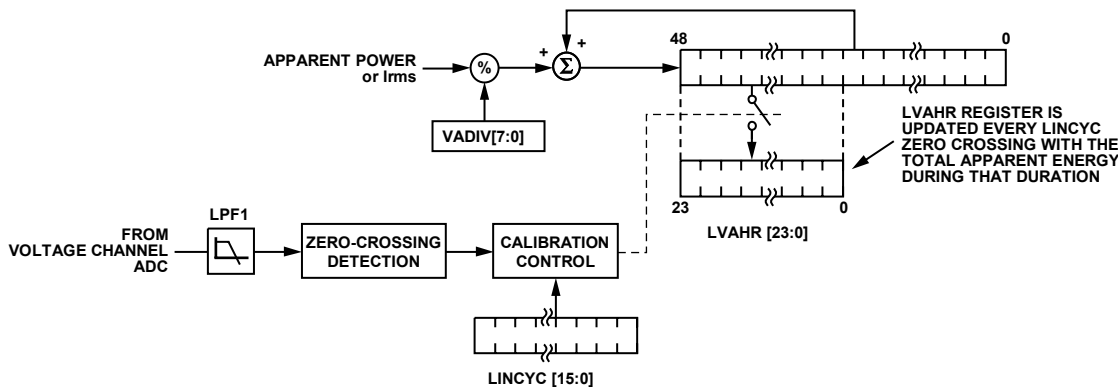 48
0
+
+
APPARENT POWER
or Irms
%
Σ
VADIV[7:0]
LVAHR REGISTER IS
UPDATED EVERY LINCYC
ZERO CROSSING WITH THE
TOTAL APPARENT ENERGY
DURING THAT DURATION
23
0
LVAHR [23:0]
LPF1
FROM
VOLTAGE CHANNEL
ADC
ZERO-CROSSING
DETECTION
CALIBRATION
CONTROL
LINCYC [15:0]